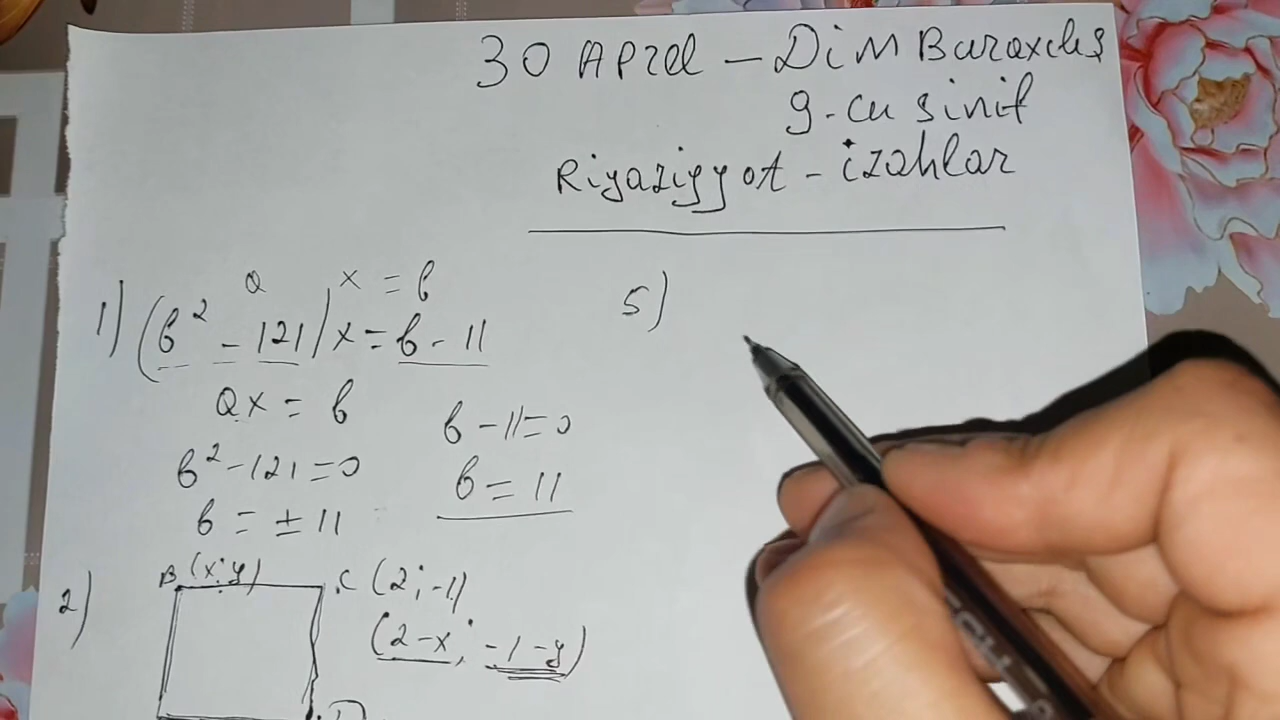 30 Aprel - DiM Buraxılış
9-cu sinif
Riyaziyyat - izahlar
a x = b
1) (b² - 121) x = b - 11
ax = b
b² - 121 = 0
b = ± 11
b - 11 = 0
b = 11
2) B (x; y) C (2; -1)
(2-x; -1-y)
D
5)